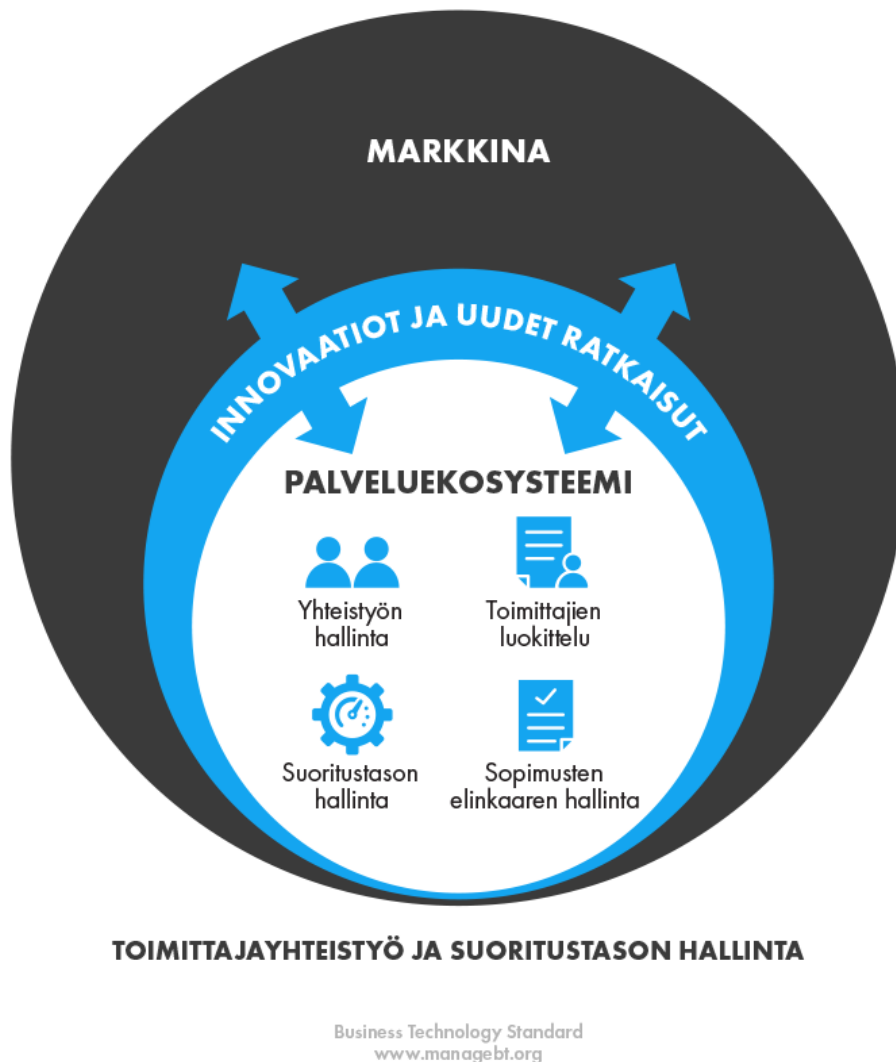 MARKKINA
INNOVAATIOT JA UUDET RATKAISUT
PALVELUEKOSYSTEEMI
Yhteistyön
hallinta
Toimittajien
luokittelu
Suoritustason
hallinta
Sopimusten
elinkaaren hallinta
TOIMITTAJAYHTEISTYÖ JA SUORITUSTASON HALLINTA
Business Technology Standard
www.managebt.org